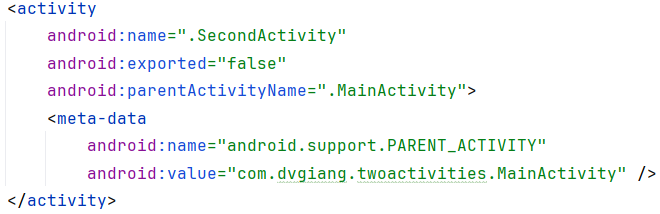 <activity
    android:name=".SecondActivity"
    android:exported="false"
    android:parentActivityName=".MainActivity">
    <meta-data
        android:name="android.support.PARENT_ACTIVITY"
        android:value="com.dvgiang.twoactivities.MainActivity" />
</activity>